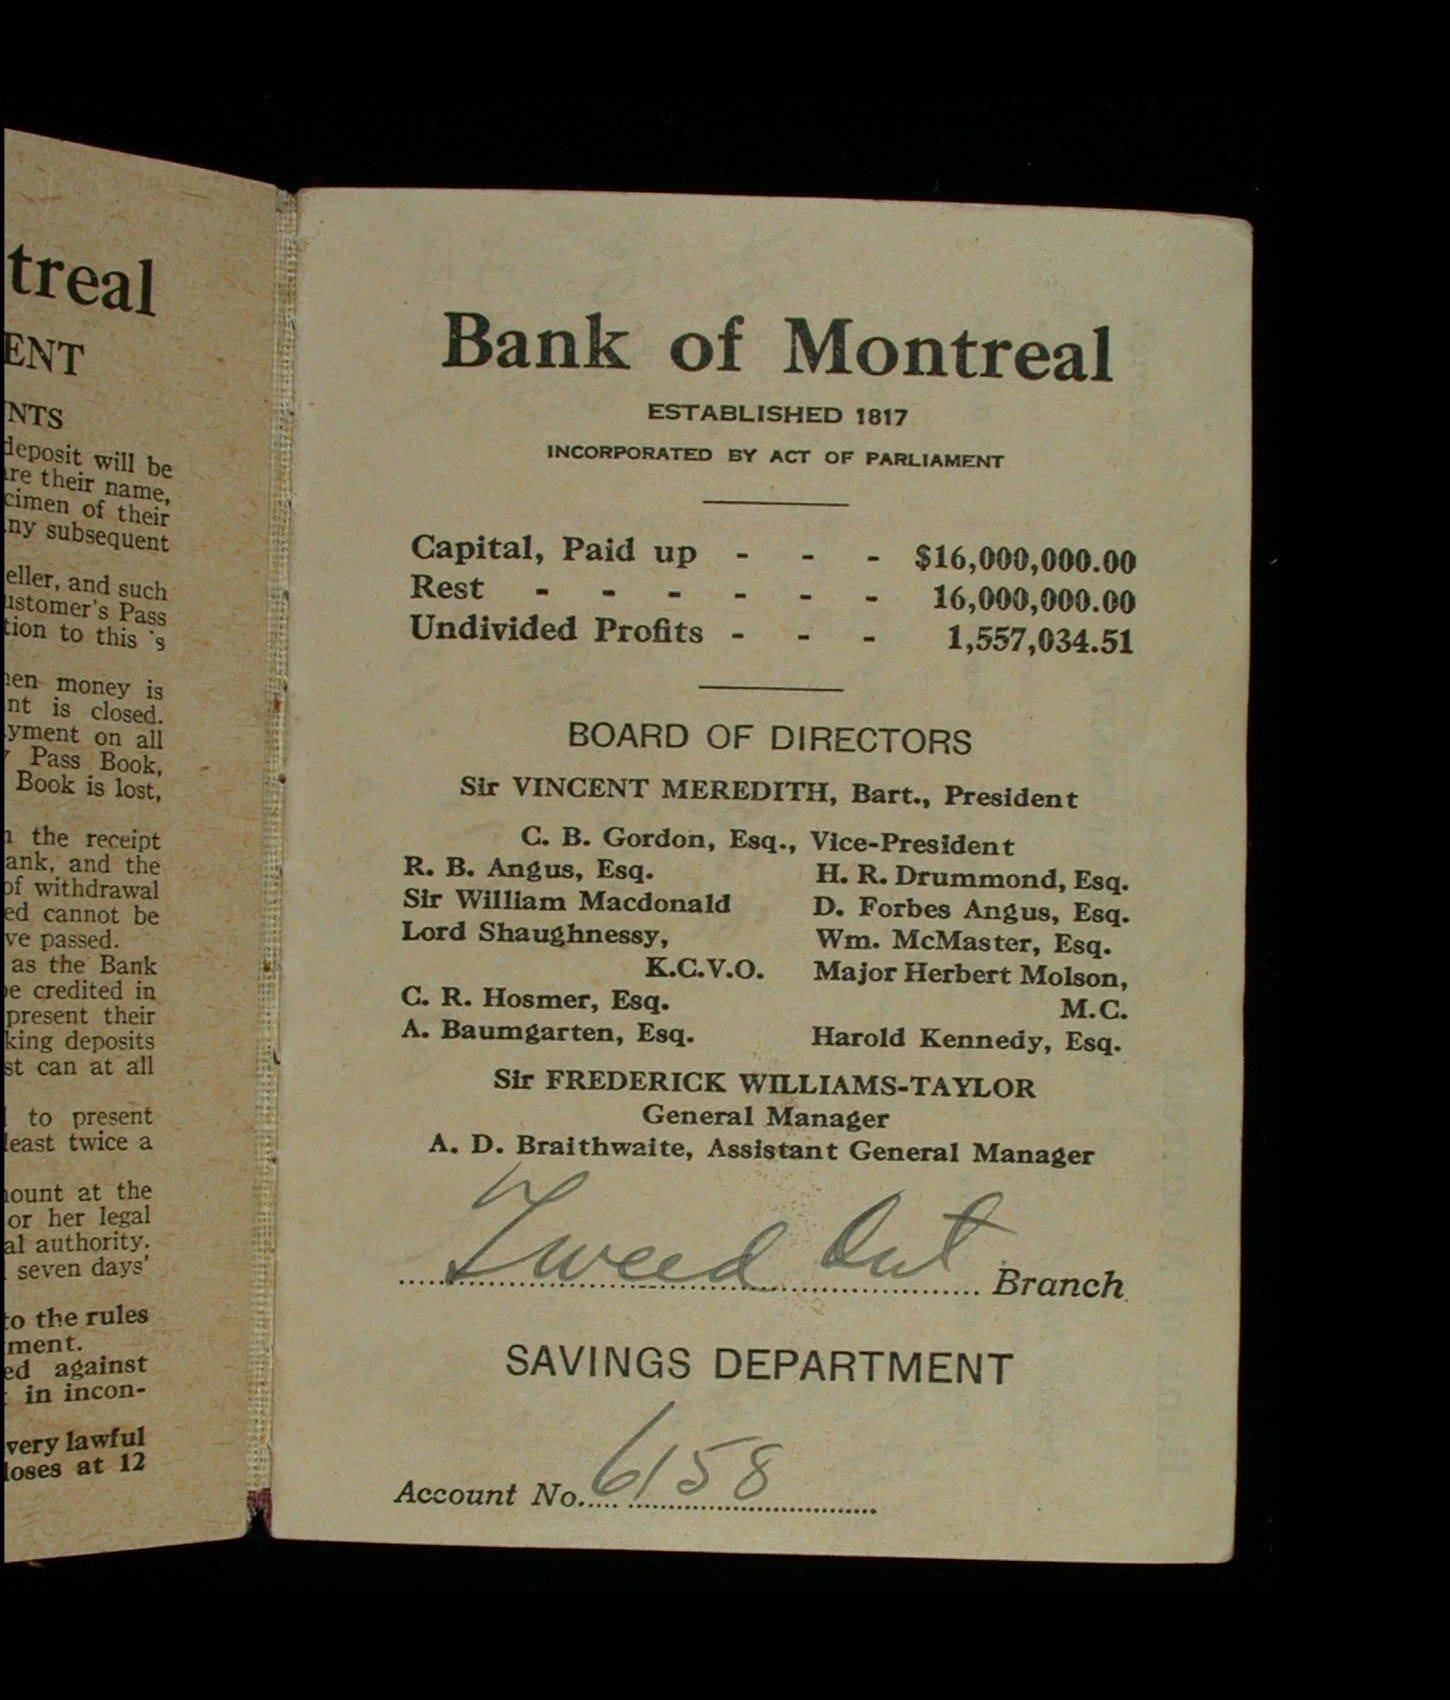 treal
ENT
NTS
deposit will be
re their name,
cimen of their
ny subsequent
eller, and such
ustomer's Pass
tion to this 's
en money is
nt is closed.
yment on all
Pass Book,
Book is lost,
the receipt
ank, and the
of withdrawal
ed cannot be
ve passed.
as the Bank
e credited in
present their
king deposits
st can at all
to present
least twice a
ount at the
or her legal
al authority.
seven days'
to the rules
ment.
ed against
in incon-
very lawful
loses at 12
Bank of Montreal
ESTABLISHED 1817
INCORPORATED BY ACT OF PARLIAMENT
Capital, Paid up - - - $16,000,000.00
Rest - - - - - - 16,000,000.00
Undivided Profits - - - 1,557,034.51
BOARD OF DIRECTORS
Sir VINCENT MEREDITH, Bart., President
C. B. Gordon, Esq., Vice-President
R. B. Angus, Esq. H. R. Drummond, Esq.
Sir William Macdonald D. Forbes Angus, Esq.
Lord Shaughnessy, Wm. McMaster, Esq.
K.C.V.O. Major Herbert Molson,
C. R. Hosmer, Esq. M.C.
A. Baumgarten, Esq. Harold Kennedy, Esq.
Sir FREDERICK WILLIAMS-TAYLOR
General Manager
A. D. Braithwaite, Assistant General Manager
Tweed Ont Branch
SAVINGS DEPARTMENT
Account No. 6158